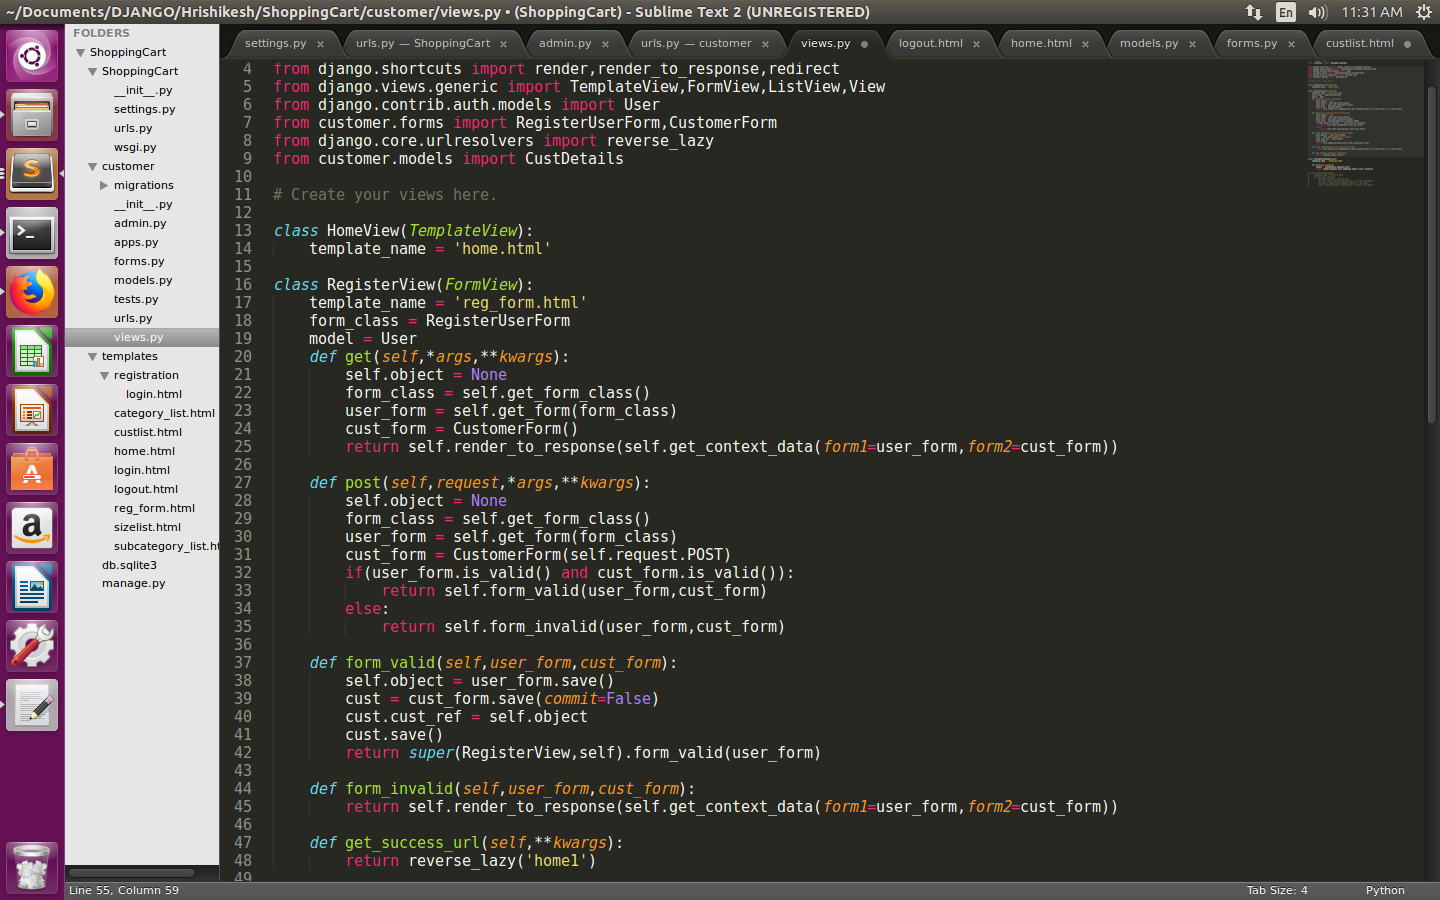 ~/Documents/DJANGO/Hrishikesh/ShoppingCart/customer/views.py • (ShoppingCart) - Sublime Text 2 (UNREGISTERED)
En
11:31 AM
FOLDERS
ShoppingCart
ShoppingCart
__init__.py
settings.py
urls.py
wsgi.py
customer
migrations
__init__.py
admin.py
apps.py
forms.py
models.py
tests.py
urls.py
views.py
templates
registration
login.html
category_list.html
custlist.html
home.html
login.html
logout.html
reg_form.html
sizelist.html
subcategory_list.ht
db.sqlite3
manage.py
settings.py ×
urls.py — ShoppingCart ×
admin.py ×
urls.py — customer ×
views.py ●
logout.html ×
home.html ×
models.py ×
forms.py ×
custlist.html ●
4 from django.shortcuts import render,render_to_response,redirect
5 from django.views.generic import TemplateView,FormView,ListView,View
6 from django.contrib.auth.models import User
7 from customer.forms import RegisterUserForm,CustomerForm
8 from django.core.urlresolvers import reverse_lazy
9 from customer.models import CustDetails
10
11 # Create your views here.
12
13 class HomeView(TemplateView):
14     template_name = 'home.html'
15
16 class RegisterView(FormView):
17     template_name = 'reg_form.html'
18     form_class = RegisterUserForm
19     model = User
20     def get(self,*args,**kwargs):
21         self.object = None
22         form_class = self.get_form_class()
23         user_form = self.get_form(form_class)
24         cust_form = CustomerForm()
25         return self.render_to_response(self.get_context_data(form1=user_form,form2=cust_form))
26
27     def post(self,request,*args,**kwargs):
28         self.object = None
29         form_class = self.get_form_class()
30         user_form = self.get_form(form_class)
31         cust_form = CustomerForm(self.request.POST)
32         if(user_form.is_valid() and cust_form.is_valid()):
33             return self.form_valid(user_form,cust_form)
34         else:
35             return self.form_invalid(user_form,cust_form)
36
37     def form_valid(self,user_form,cust_form):
38         self.object = user_form.save()
39         cust = cust_form.save(commit=False)
40         cust.cust_ref = self.object
41         cust.save()
42         return super(RegisterView,self).form_valid(user_form)
43
44     def form_invalid(self,user_form,cust_form):
45         return self.render_to_response(self.get_context_data(form1=user_form,form2=cust_form))
46
47     def get_success_url(self,**kwargs):
48         return reverse_lazy('home1')
49
Line 55, Column 59
Tab Size: 4
Python